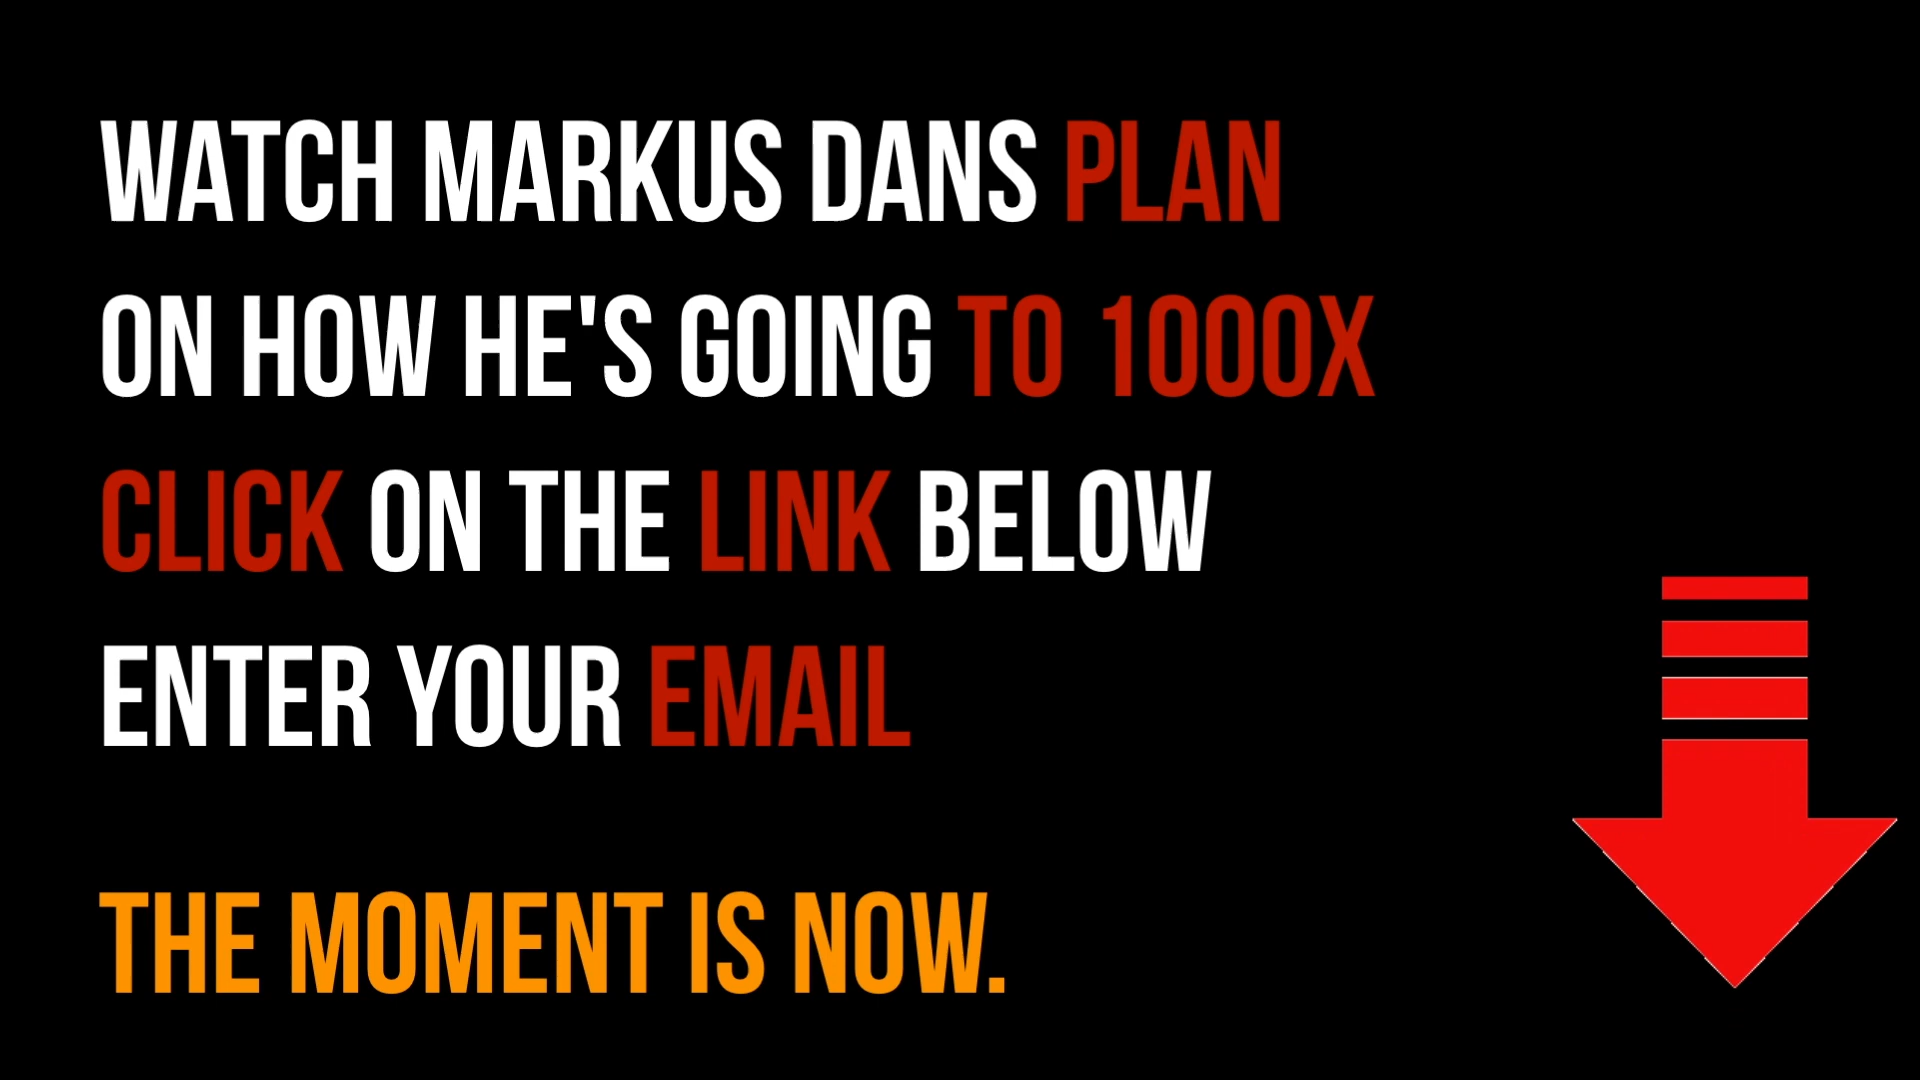 WATCH MARKUS DANS PLAN
ON HOW HE'S GOING TO 1000X
CLICK ON THE LINK BELOW
ENTER YOUR EMAIL
THE MOMENT IS NOW.